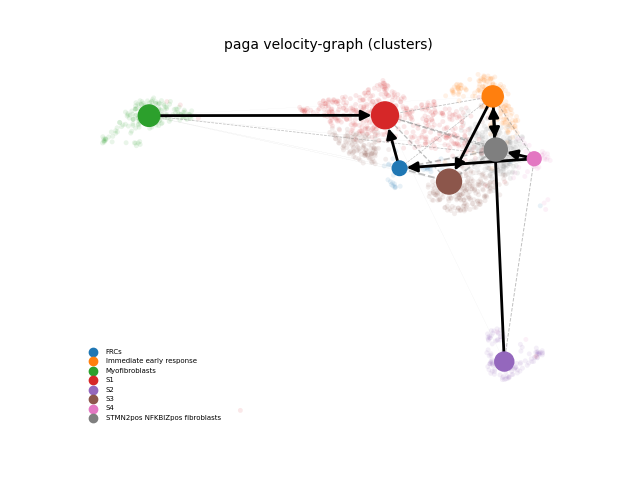 paga velocity-graph (clusters)
FRCs
Immediate early response
Myofibroblasts
S1
S2
S3
S4
STMN2pos NFKBIZpos fibroblasts